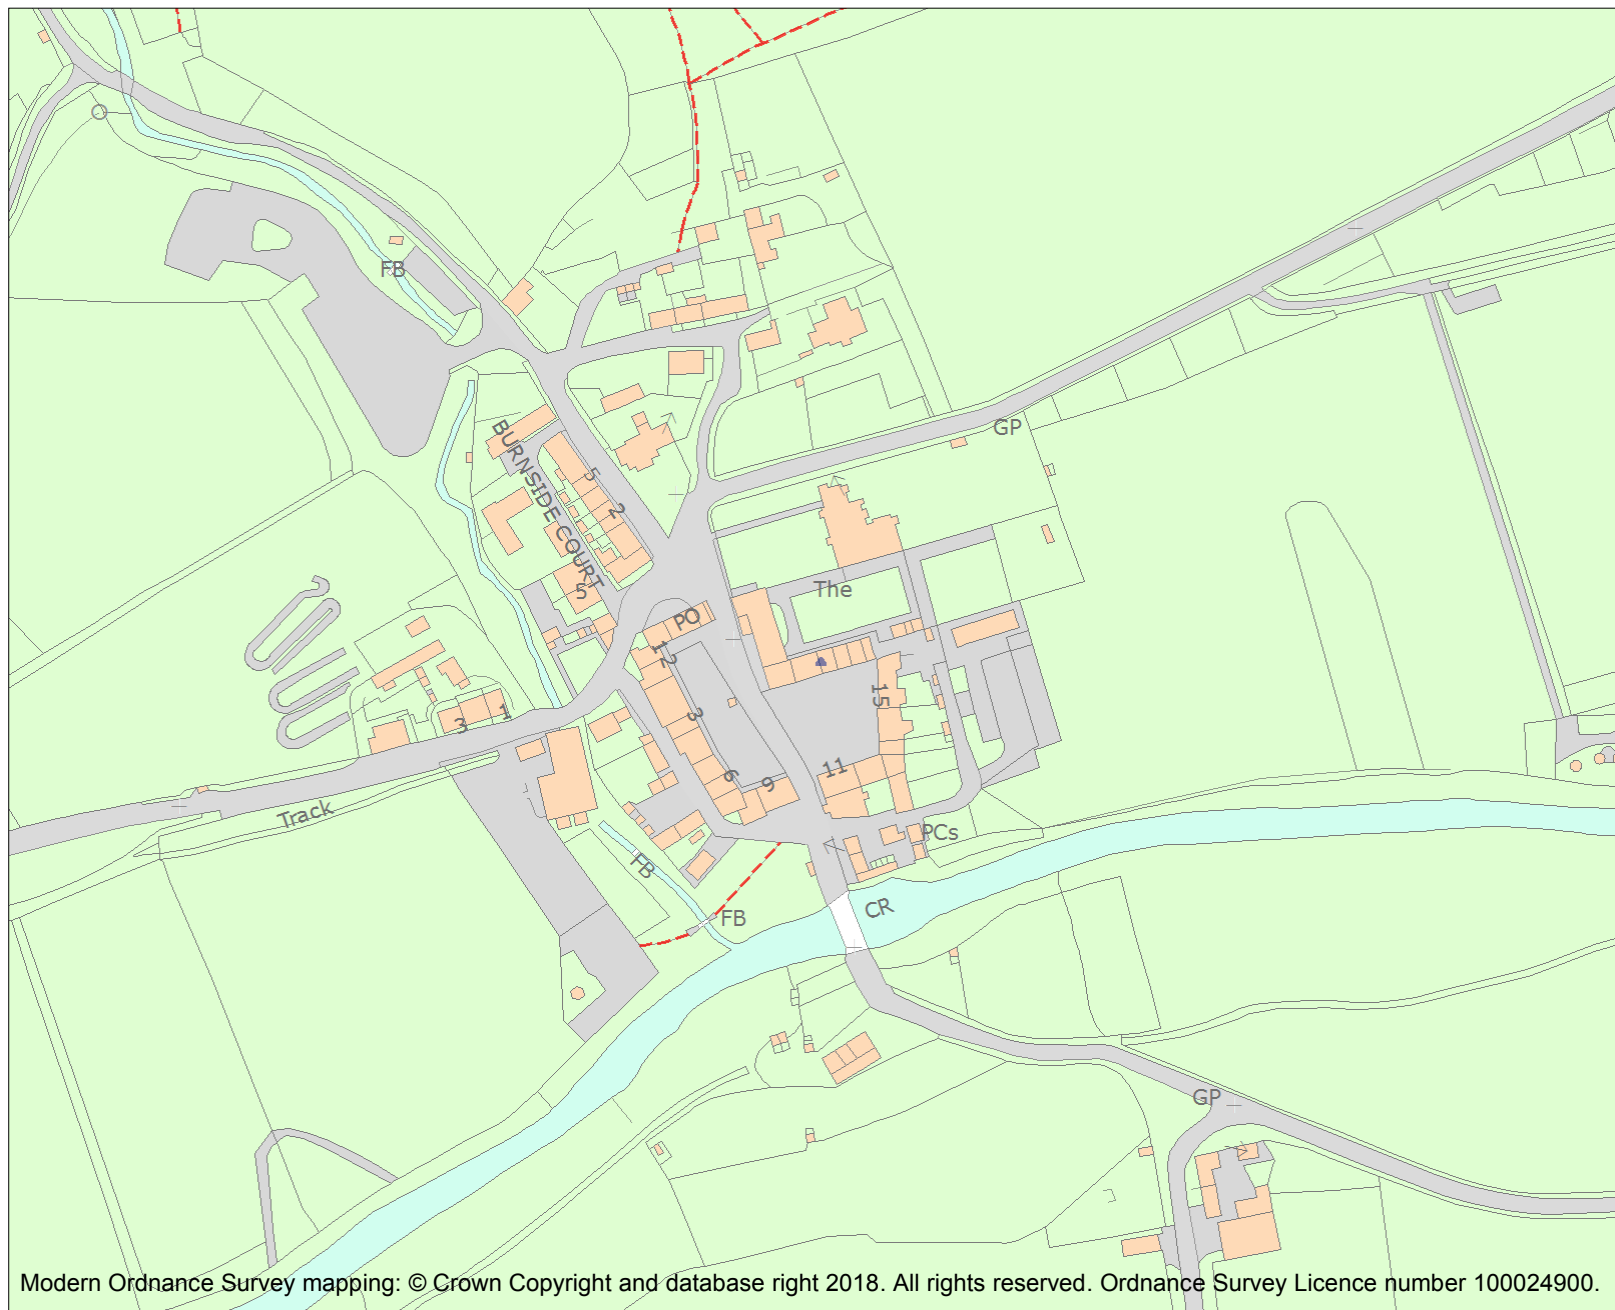 FB
GP
BURNSIDE COURT
5
2
5
The
PO
12
15
3
1
3
11
6
9
Track
PCs
FB
CR
FB
GP
Modern Ordnance Survey mapping: © Crown Copyright and database right 2018. All rights reserved. Ordnance Survey Licence number 100024900.